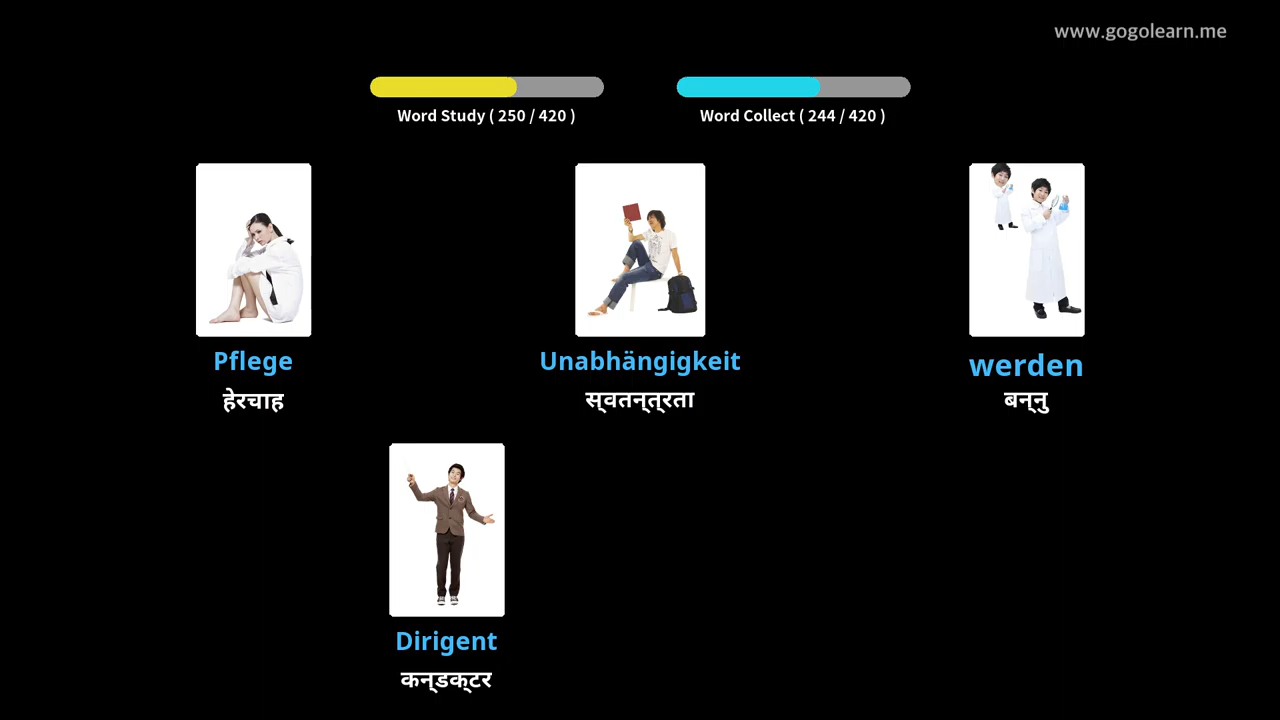 www.gogolearn.me
Word Study ( 250 / 420 )
Word Collect ( 244 / 420 )
Pflege
हेरचाह
Unabhängigkeit
स्वतन्त्रता
werden
बन्नु
Dirigent
कन्डक्टर